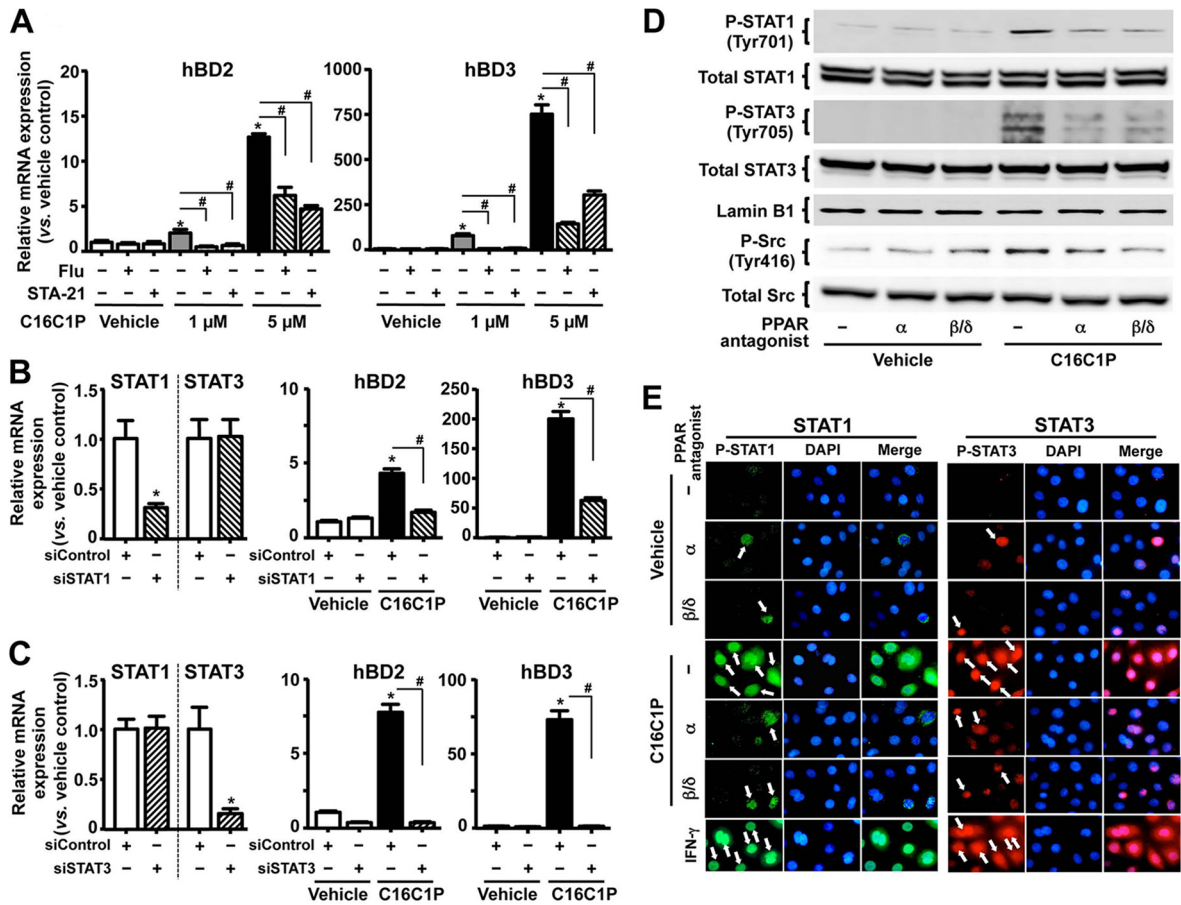 A
Relative mRNA expression
(vs. vehicle control)
hBD2
20
15
10
5
0
# # # #
* *
hBD3
1000
750
500
250
0
# # # #
* *
Flu – + – – + – – + – – + – – + – – + –
STA-21 – – + – – + – – + – – + – – + – – +
C16C1P Vehicle 1 µM 5 µM Vehicle 1 µM 5 µM
B
Relative mRNA
expression
(vs. vehicle control)
STAT1 STAT3
1.5
1.0
0.5
0.0
*
hBD2
10
5
0
* #
hBD3
250
200
150
100
50
0
* #
siControl + – + –
siSTAT1 – + – +
siControl + – + – + – + –
siSTAT1 – + – + – + – +
Vehicle C16C1P Vehicle C16C1P
C
Relative mRNA
expression
(vs. vehicle control)
STAT1 STAT3
1.5
1.0
0.5
0.0
*
hBD2
10
5
0
* #
hBD3
100
75
50
25
0
* #
siControl + – + –
siSTAT3 – + – +
siControl + – + – + – + –
siSTAT3 – + – + – + – +
Vehicle C16C1P Vehicle C16C1P
D
P-STAT1
(Tyr701)
Total STAT1
P-STAT3
(Tyr705)
Total STAT3
Lamin B1
P-Src
(Tyr416)
Total Src
PPAR
antagonist
– α β/δ – α β/δ
Vehicle C16C1P
E
PPAR
antagonist
STAT1 STAT3
P-STAT1 DAPI Merge P-STAT3 DAPI Merge
Vehicle
–
α
β/δ
C16C1P
–
α
β/δ
IFN-γ